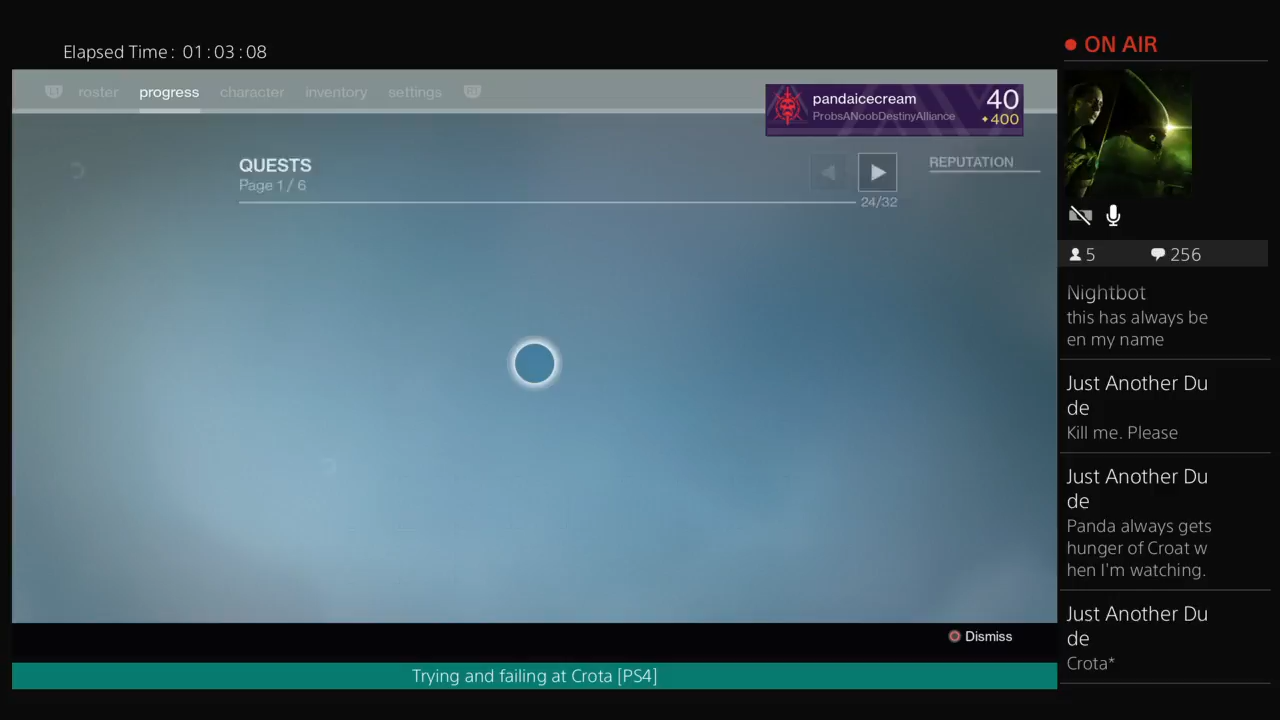 Elapsed Time: 01:03:08
ON AIR
L1 roster progress character inventory settings R1
pandaicecream 40
ProbsANoobDestinyAlliance +400
QUESTS
Page 1 / 6
24/32
REPUTATION
5 256
Nightbot
this has always be
en my name
Just Another Du
de
Kill me. Please
Just Another Du
de
Panda always gets
hunger of Croat w
hen I'm watching.
Just Another Du
de
Crota*
Dismiss
Trying and failing at Crota [PS4]